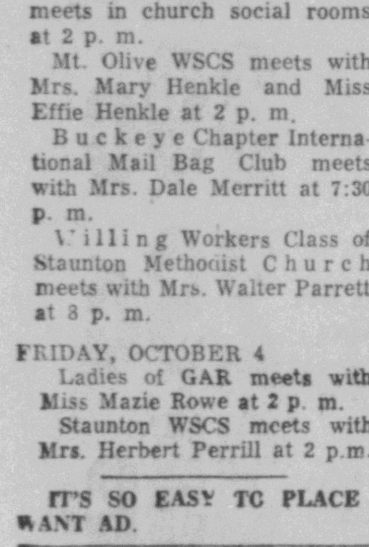 meets in church social rooms
at 2 p. m.
Mt. Olive WSCS meets with
Mrs. Mary Henkle and Miss
Effie Henkle at 2 p. m.
Buckeye Chapter Interna-
tional Mail Bag Club meets
with Mrs. Dale Merritt at 7:30
p. m.
Willing Workers Class of
Staunton Methodist Church
meets with Mrs. Walter Parrett
at 8 p. m.
FRIDAY, OCTOBER 4
Ladies of GAR meets with
Miss Mazie Rowe at 2 p. m.
Staunton WSCS meets with
Mrs. Herbert Perrill at 2 p.m.
IT'S SO EASY TO PLACE
WANT AD.